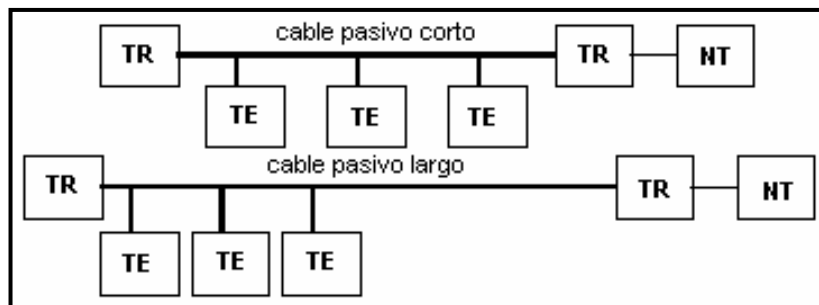 cable pasivo corto
TR TR NT
TE TE TE
cable pasivo largo
TR TR NT
TE TE TE